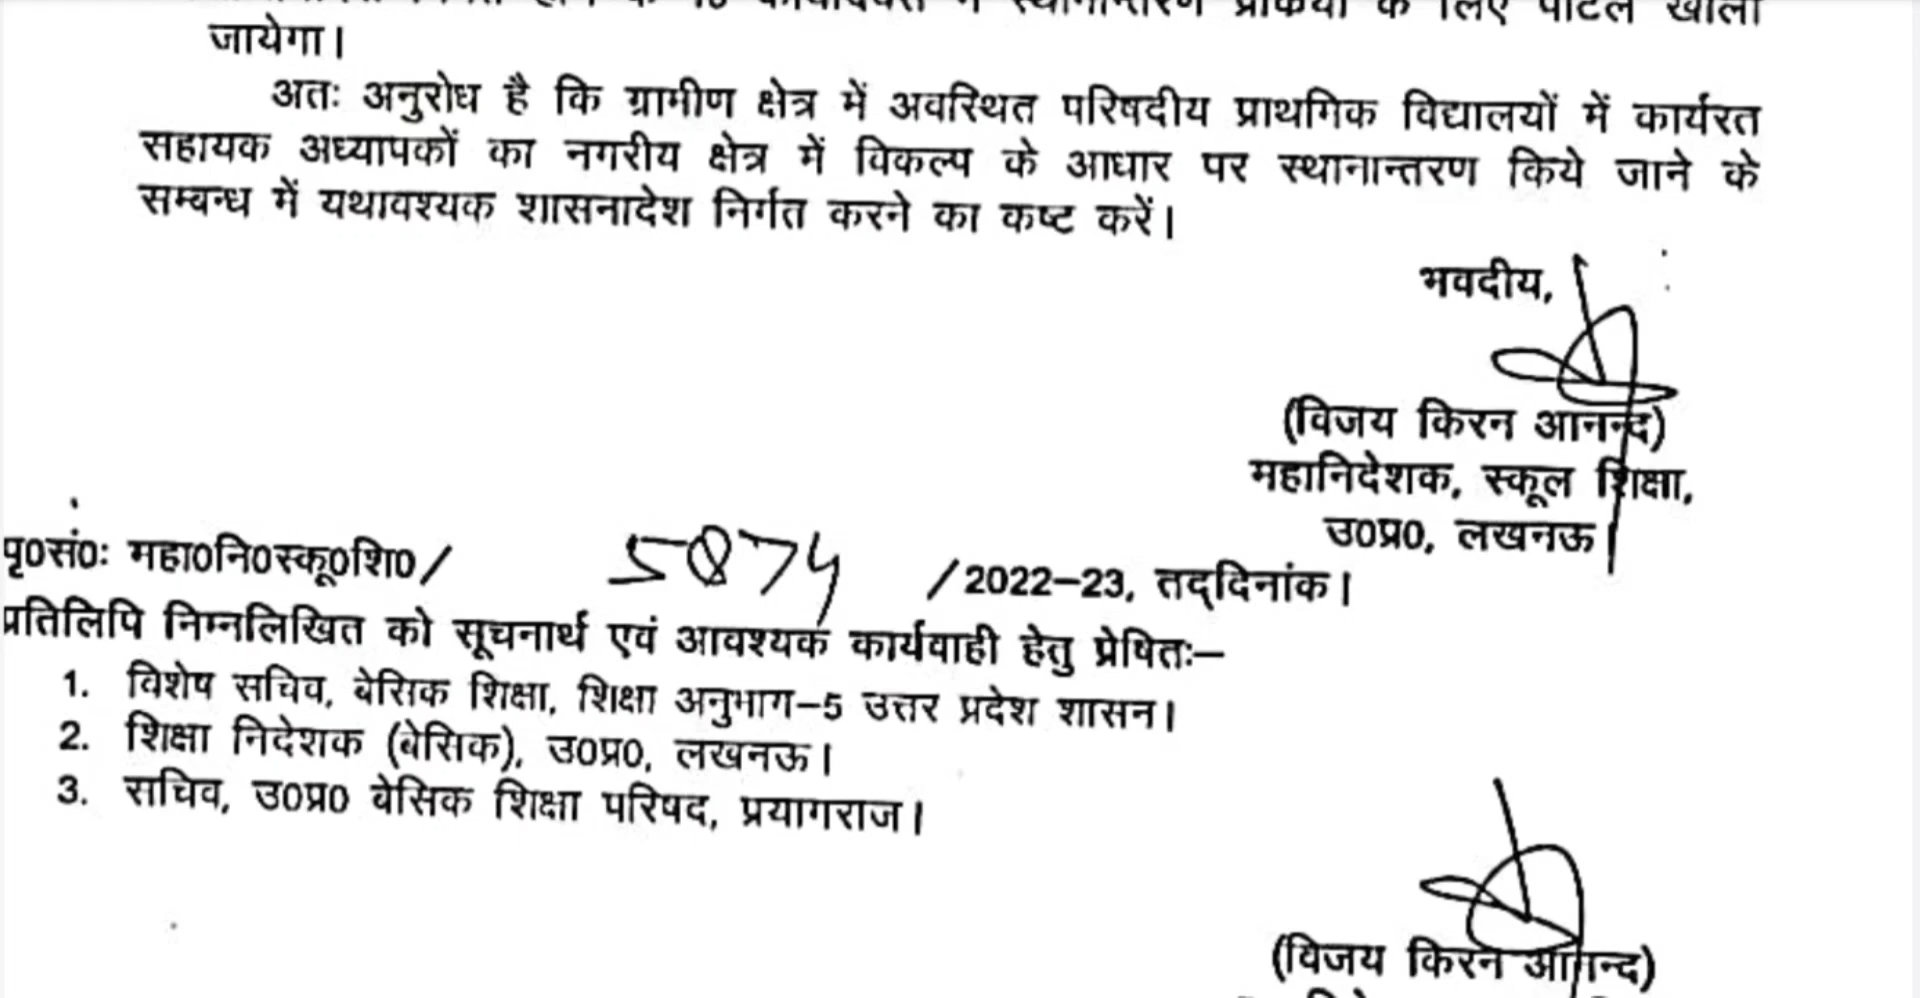 स्थानान्तरण प्रकिया के लिए पोर्टल खोला
जायेगा।
अतः अनुरोध है कि ग्रामीण क्षेत्र में अवस्थित परिषदीय प्राथमिक विद्यालयों में कार्यरत
सहायक अध्यापकों का नगरीय क्षेत्र में विकल्प के आधार पर स्थानान्तरण किये जाने के
सम्बन्ध में यथावश्यक शासनादेश निर्गत करने का कष्ट करें।
भवदीय,
(विजय किरन आनन्द)
महानिदेशक, स्कूल शिक्षा,
उ0प्र0, लखनऊ।
पृ0सं0: महा0नि0स्कू0शि0/ 5074 /2022-23, तद्दिनांक।
प्रतिलिपि निम्नलिखित को सूचनार्थ एवं आवश्यक कार्यवाही हेतु प्रेषितः-
1. विशेष सचिव, बेसिक शिक्षा, शिक्षा अनुभाग-5 उत्तर प्रदेश शासन।
2. शिक्षा निदेशक (बेसिक), उ0प्र0, लखनऊ।
3. सचिव, उ0प्र0 बेसिक शिक्षा परिषद, प्रयागराज।
(विजय किरन आनन्द)